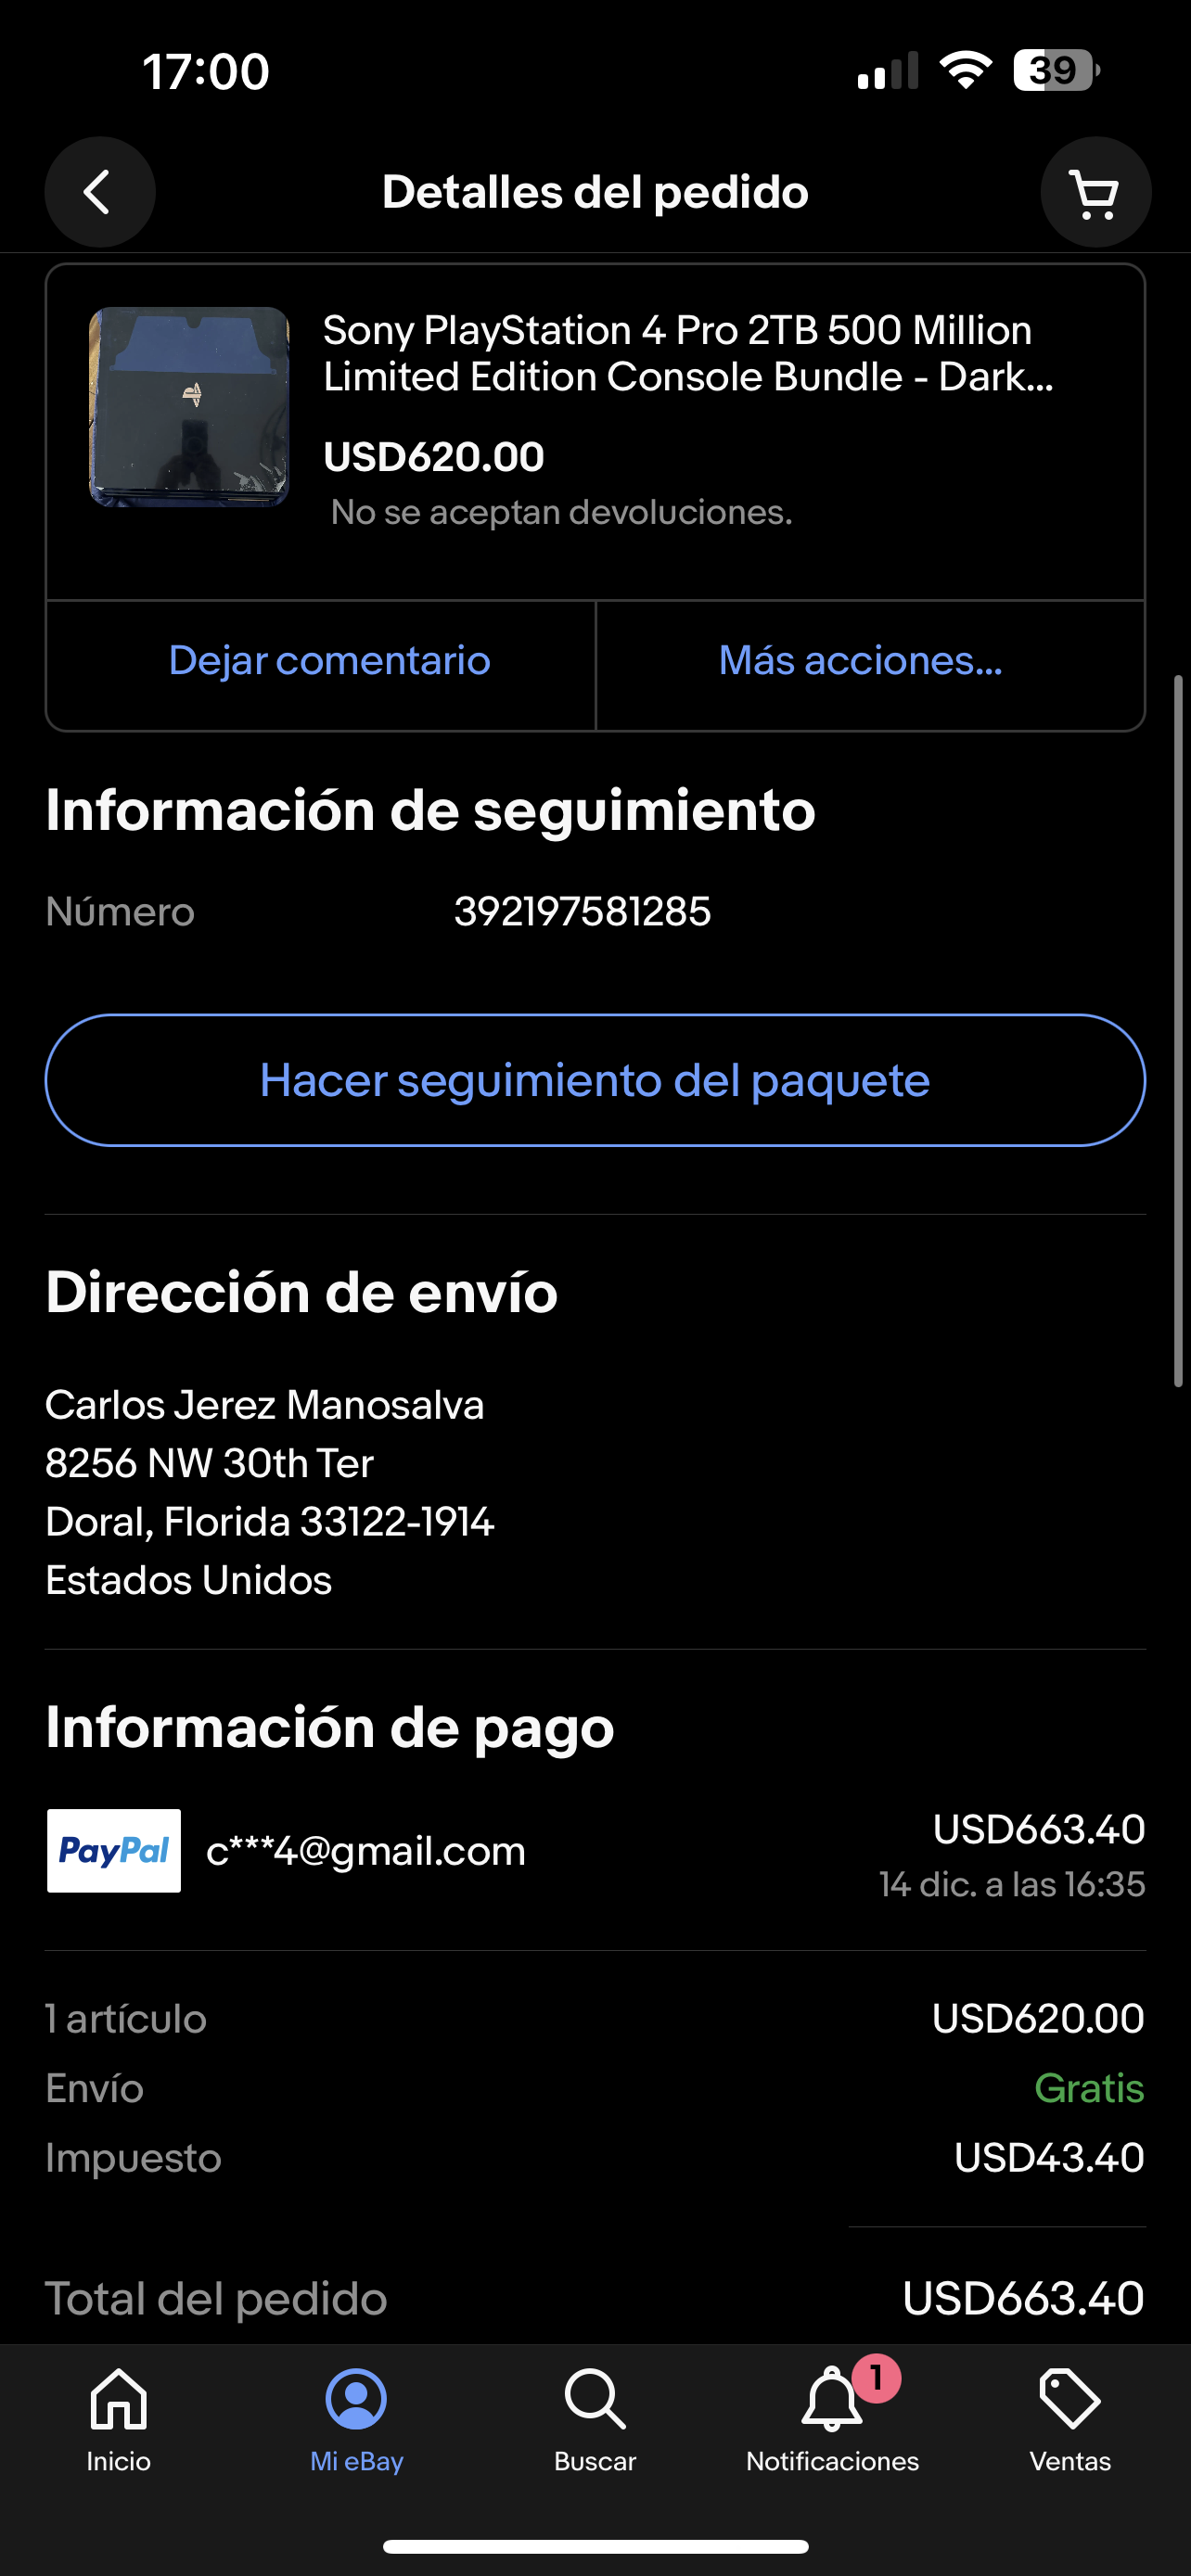 17:00
39
Detalles del pedido
Sony PlayStation 4 Pro 2TB 500 Million
Limited Edition Console Bundle - Dark...
USD620.00
No se aceptan devoluciones.
Dejar comentario
Más acciones...
Información de seguimiento
Número 392197581285
Hacer seguimiento del paquete
Dirección de envío
Carlos Jerez Manosalva
8256 NW 30th Ter
Doral, Florida 33122-1914
Estados Unidos
Información de pago
PayPal c***4@gmail.com USD663.40
14 dic. a las 16:35
1 artículo USD620.00
Envío Gratis
Impuesto USD43.40
Total del pedido USD663.40
1
Inicio Mi eBay Buscar Notificaciones Ventas